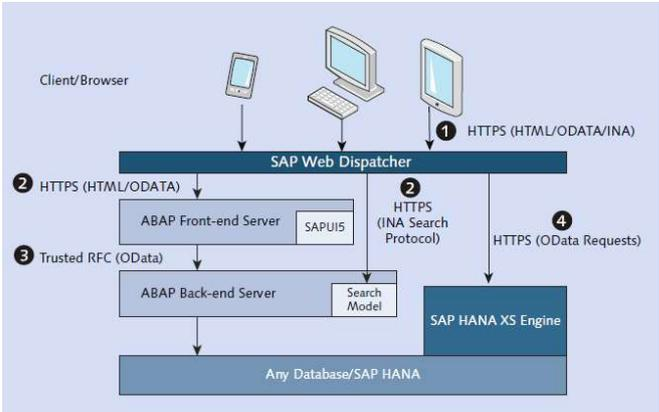 Client/Browser
1 HTTPS (HTML/ODATA/INA)
SAP Web Dispatcher
2 HTTPS (HTML/ODATA)
2
HTTPS
(INA Search
Protocol)
4
HTTPS (OData Requests)
ABAP Front-end Server
SAPUI5
3 Trusted RFC (OData)
ABAP Back-end Server
Search
Model
SAP HANA XS Engine
Any Database/SAP HANA